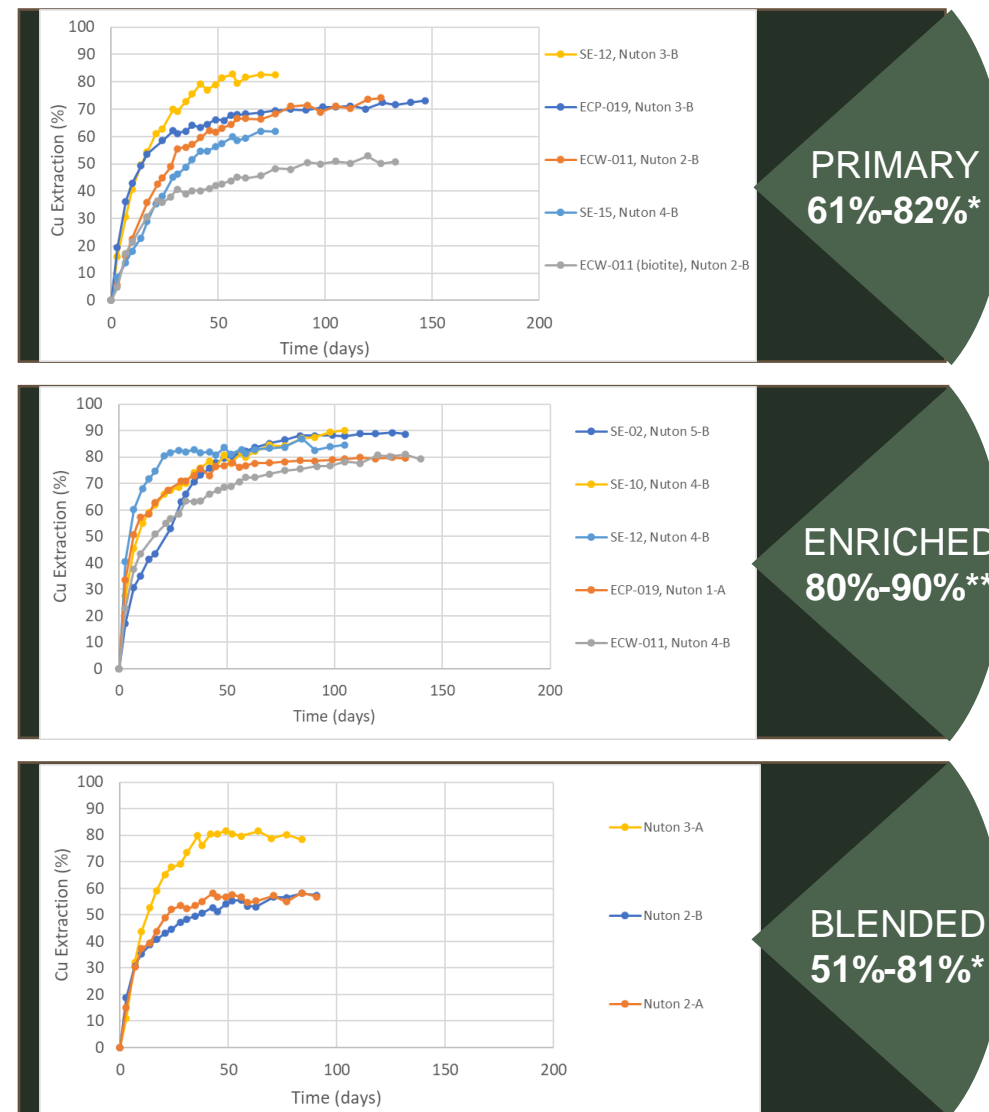 100
90
80
70
60
50
40
30
20
10
0
Cu Extraction (%)
0 50 100 150 200
Time (days)
SE-12, Nuton 3-B
ECP-019, Nuton 3-B
ECW-011, Nuton 2-B
SE-15, Nuton 4-B
ECW-011 (biotite), Nuton 2-B
PRIMARY
61%-82%*
100
90
80
70
60
50
40
30
20
10
0
Cu Extraction (%)
0 50 100 150 200
Time (days)
SE-02, Nuton 5-B
SE-10, Nuton 4-B
SE-12, Nuton 4-B
ECP-019, Nuton 1-A
ECW-011, Nuton 4-B
ENRICHED
80%-90%**
100
90
80
70
60
50
40
30
20
10
0
Cu Extraction (%)
0 50 100 150 200
Time (days)
Nuton 3-A
Nuton 2-B
Nuton 2-A
BLENDED
51%-81%*